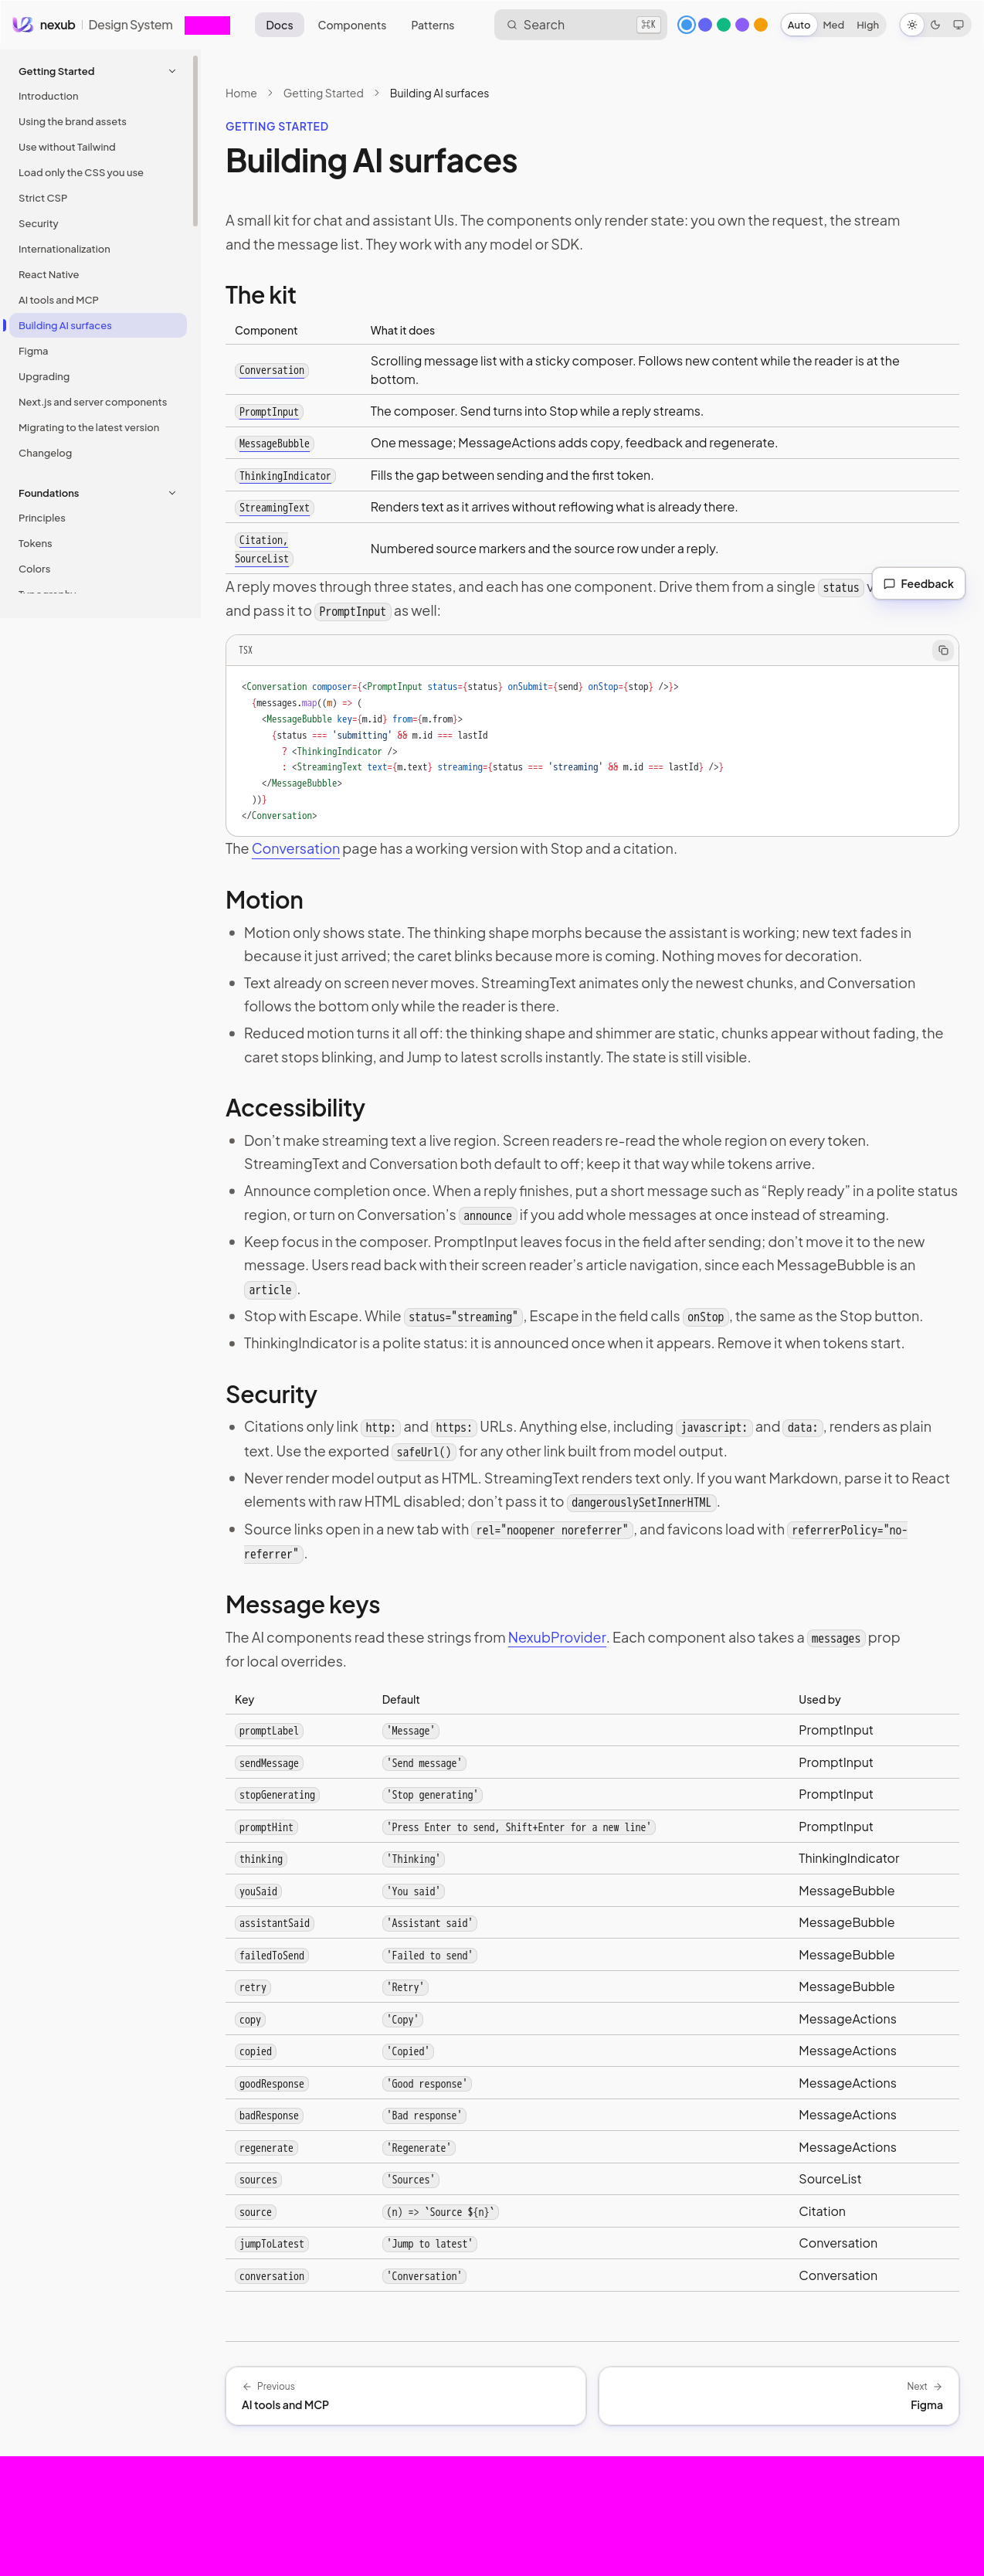 nexub Design System Docs Components Patterns Search ⌘K Auto Med High
Getting Started
Introduction
Using the brand assets
Use without Tailwind
Load only the CSS you use
Strict CSP
Security
Internationalization
React Native
AI tools and MCP
Building AI surfaces
Figma
Upgrading
Next.js and server components
Migrating to the latest version
Changelog
Foundations
Principles
Tokens
Colors
Home Getting Started Building AI surfaces
GETTING STARTED
Building AI surfaces
A small kit for chat and assistant UIs. The components only render state: you own the request, the stream
and the message list. They work with any model or SDK.
The kit
Component What it does
Conversation Scrolling message list with a sticky composer. Follows new content while the reader is at the
bottom.
PromptInput The composer. Send turns into Stop while a reply streams.
MessageBubble One message; MessageActions adds copy, feedback and regenerate.
ThinkingIndicator Fills the gap between sending and the first token.
StreamingText Renders text as it arrives without reflowing what is already there.
Citation,
SourceList Numbered source markers and the source row under a reply.
A reply moves through three states, and each has one component. Drive them from a single status
and pass it to PromptInput as well:
Feedback
TSX
<Conversation composer={<PromptInput status={status} onSubmit={send} onStop={stop} />}>
{messages.map((m) => (
<MessageBubble key={m.id} from={m.from}>
{status === 'submitting' && m.id === lastId
? <ThinkingIndicator />
: <StreamingText text={m.text} streaming={status === 'streaming' && m.id === lastId} />}
</MessageBubble>
))}
</Conversation>
The Conversation page has a working version with Stop and a citation.
Motion
• Motion only shows state. The thinking shape morphs because the assistant is working; new text fades in
because it just arrived; the caret blinks because more is coming. Nothing moves for decoration.
• Text already on screen never moves. StreamingText animates only the newest chunks, and Conversation
follows the bottom only while the reader is there.
• Reduced motion turns it all off: the thinking shape and shimmer are static, chunks appear without fading, the
caret stops blinking, and Jump to latest scrolls instantly. The state is still visible.
Accessibility
• Don’t make streaming text a live region. Screen readers re-read the whole region on every token.
StreamingText and Conversation both default to off; keep it that way while tokens arrive.
• Announce completion once. When a reply finishes, put a short message such as “Reply ready” in a polite status
region, or turn on Conversation’s announce if you add whole messages at once instead of streaming.
• Keep focus in the composer. PromptInput leaves focus in the field after sending; don’t move it to the new
message. Users read back with their screen reader’s article navigation, since each MessageBubble is an
article.
• Stop with Escape. While status="streaming", Escape in the field calls onStop, the same as the Stop button.
• ThinkingIndicator is a polite status: it is announced once when it appears. Remove it when tokens start.
Security
• Citations only link http: and https: URLs. Anything else, including javascript: and data:, renders as plain
text. Use the exported safeUrl() for any other link built from model output.
• Never render model output as HTML. StreamingText renders text only. If you want Markdown, parse it to React
elements with raw HTML disabled; don’t pass it to dangerouslySetInnerHTML.
• Source links open in a new tab with rel="noopener noreferrer", and favicons load with referrerPolicy="no-
referrer".
Message keys
The AI components read these strings from NexubProvider. Each component also takes a messages prop
for local overrides.
Key Default Used by
promptLabel 'Message' PromptInput
sendMessage 'Send message' PromptInput
stopGenerating 'Stop generating' PromptInput
promptHint 'Press Enter to send, Shift+Enter for a new line' PromptInput
thinking 'Thinking' ThinkingIndicator
youSaid 'You said' MessageBubble
assistantSaid 'Assistant said' MessageBubble
failedToSend 'Failed to send' MessageBubble
retry 'Retry' MessageBubble
copy 'Copy' MessageActions
copied 'Copied' MessageActions
goodResponse 'Good response' MessageActions
badResponse 'Bad response' MessageActions
regenerate 'Regenerate' MessageActions
sources 'Sources' SourceList
source (n) => `Source ${n}` Citation
jumpToLatest 'Jump to latest' Conversation
conversation 'Conversation' Conversation
Previous
AI tools and MCP
Next
Figma